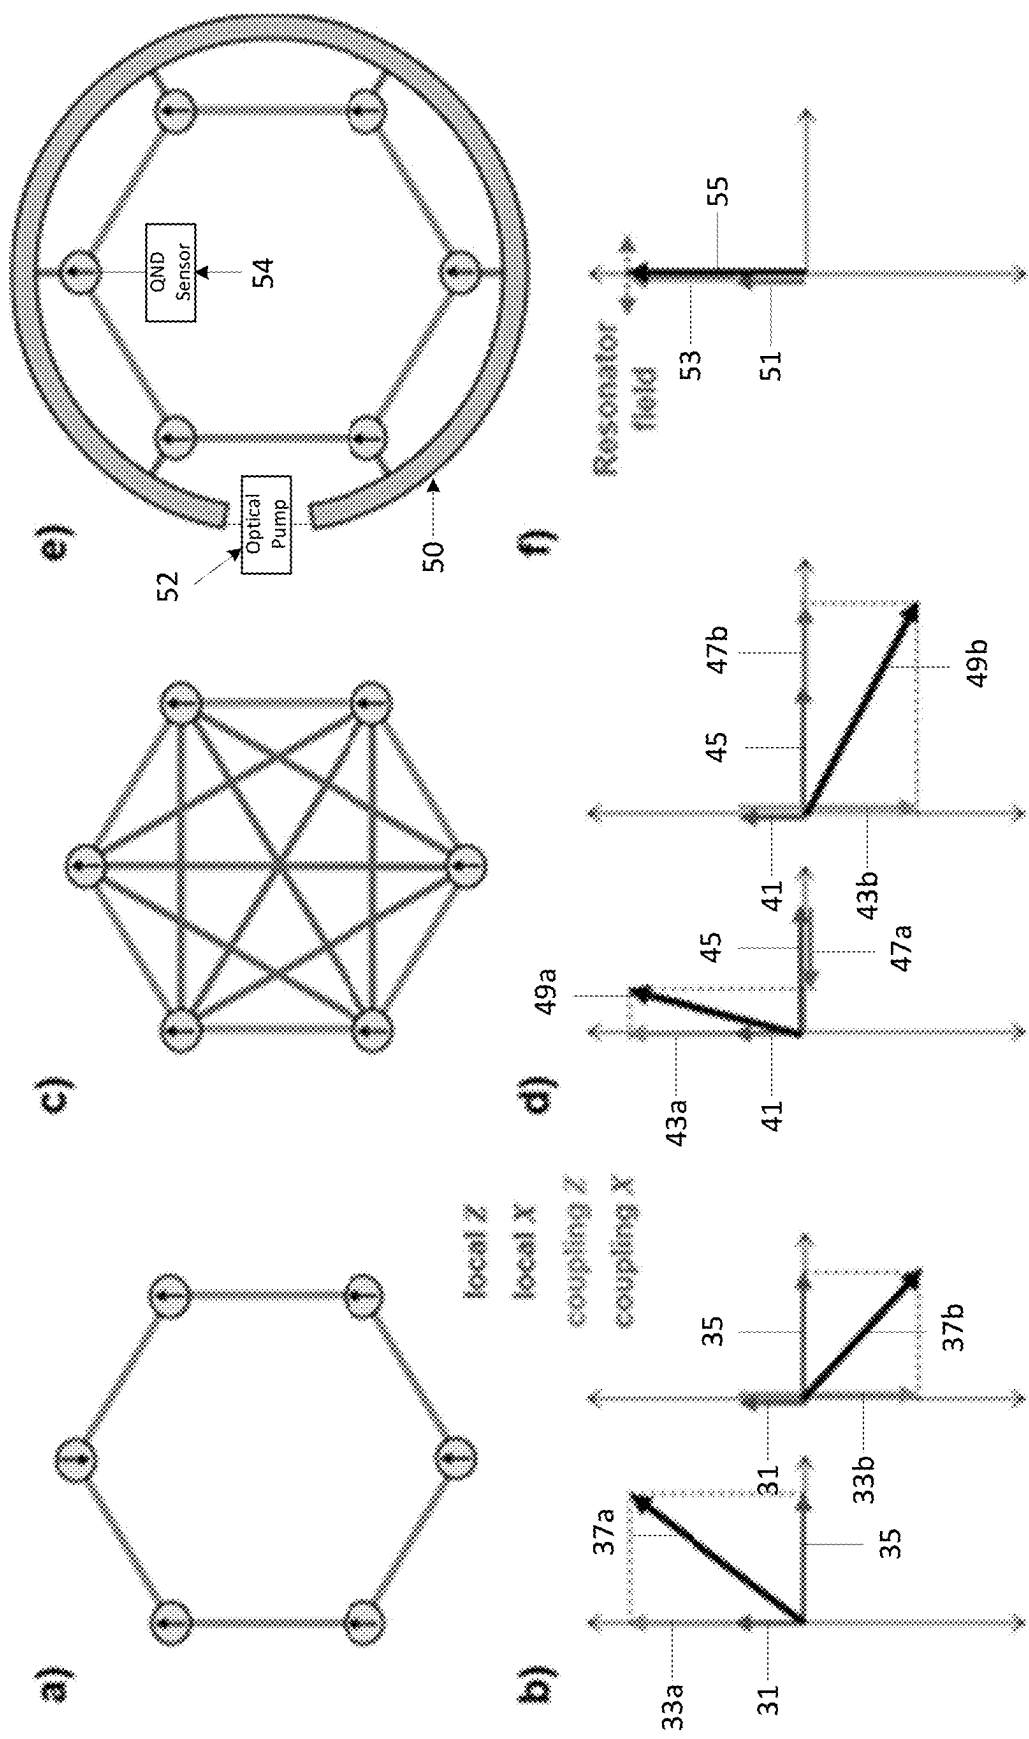 a)
c)
e)
52
Optical
Pump
50
QND
Sensor
54
local Z
local X
coupling Z
coupling X
b)
33a
31
37a
35
31
33b
35
37b
d)
43a
41
49a
45
47a
41
43b
45
47b
49b
f)
Resonator
field
53
51
55